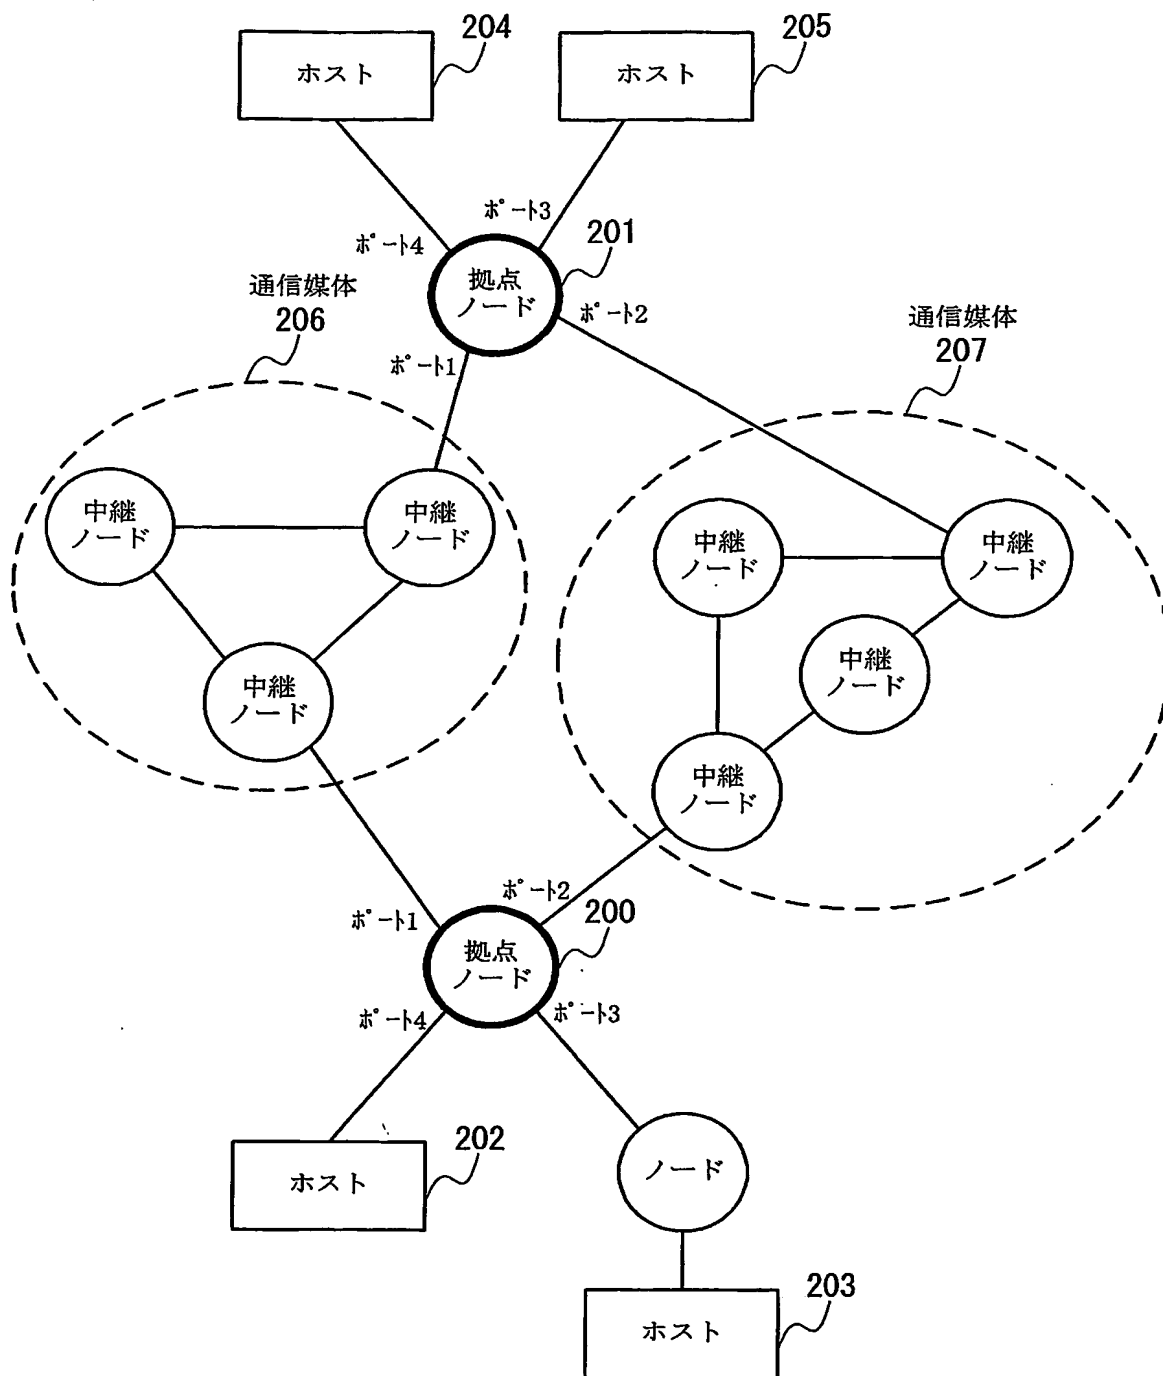 204
205
ホスト
ホスト
ポート3
ポート4
201
拠点
ノード
ポート2
ポート1
通信媒体
206
通信媒体
207
中継
ノード
中継
ノード
中継
ノード
中継
ノード
中継
ノード
中継
ノード
中継
ノード
ポート2
ポート1
200
拠点
ノード
ポート4
ポート3
202
ホスト
ノード
203
ホスト